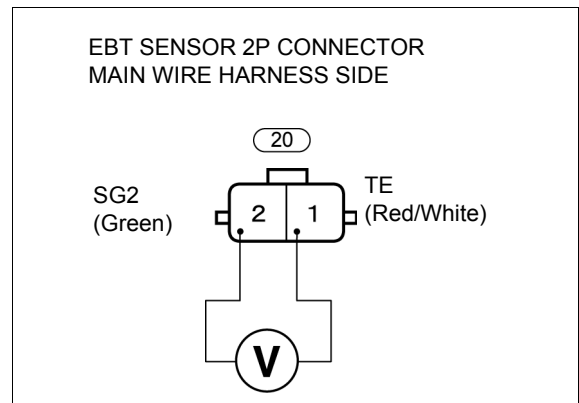 EBT SENSOR 2P CONNECTOR
MAIN WIRE HARNESS SIDE
20
SG2
(Green)
2
1
TE
(Red/White)
V